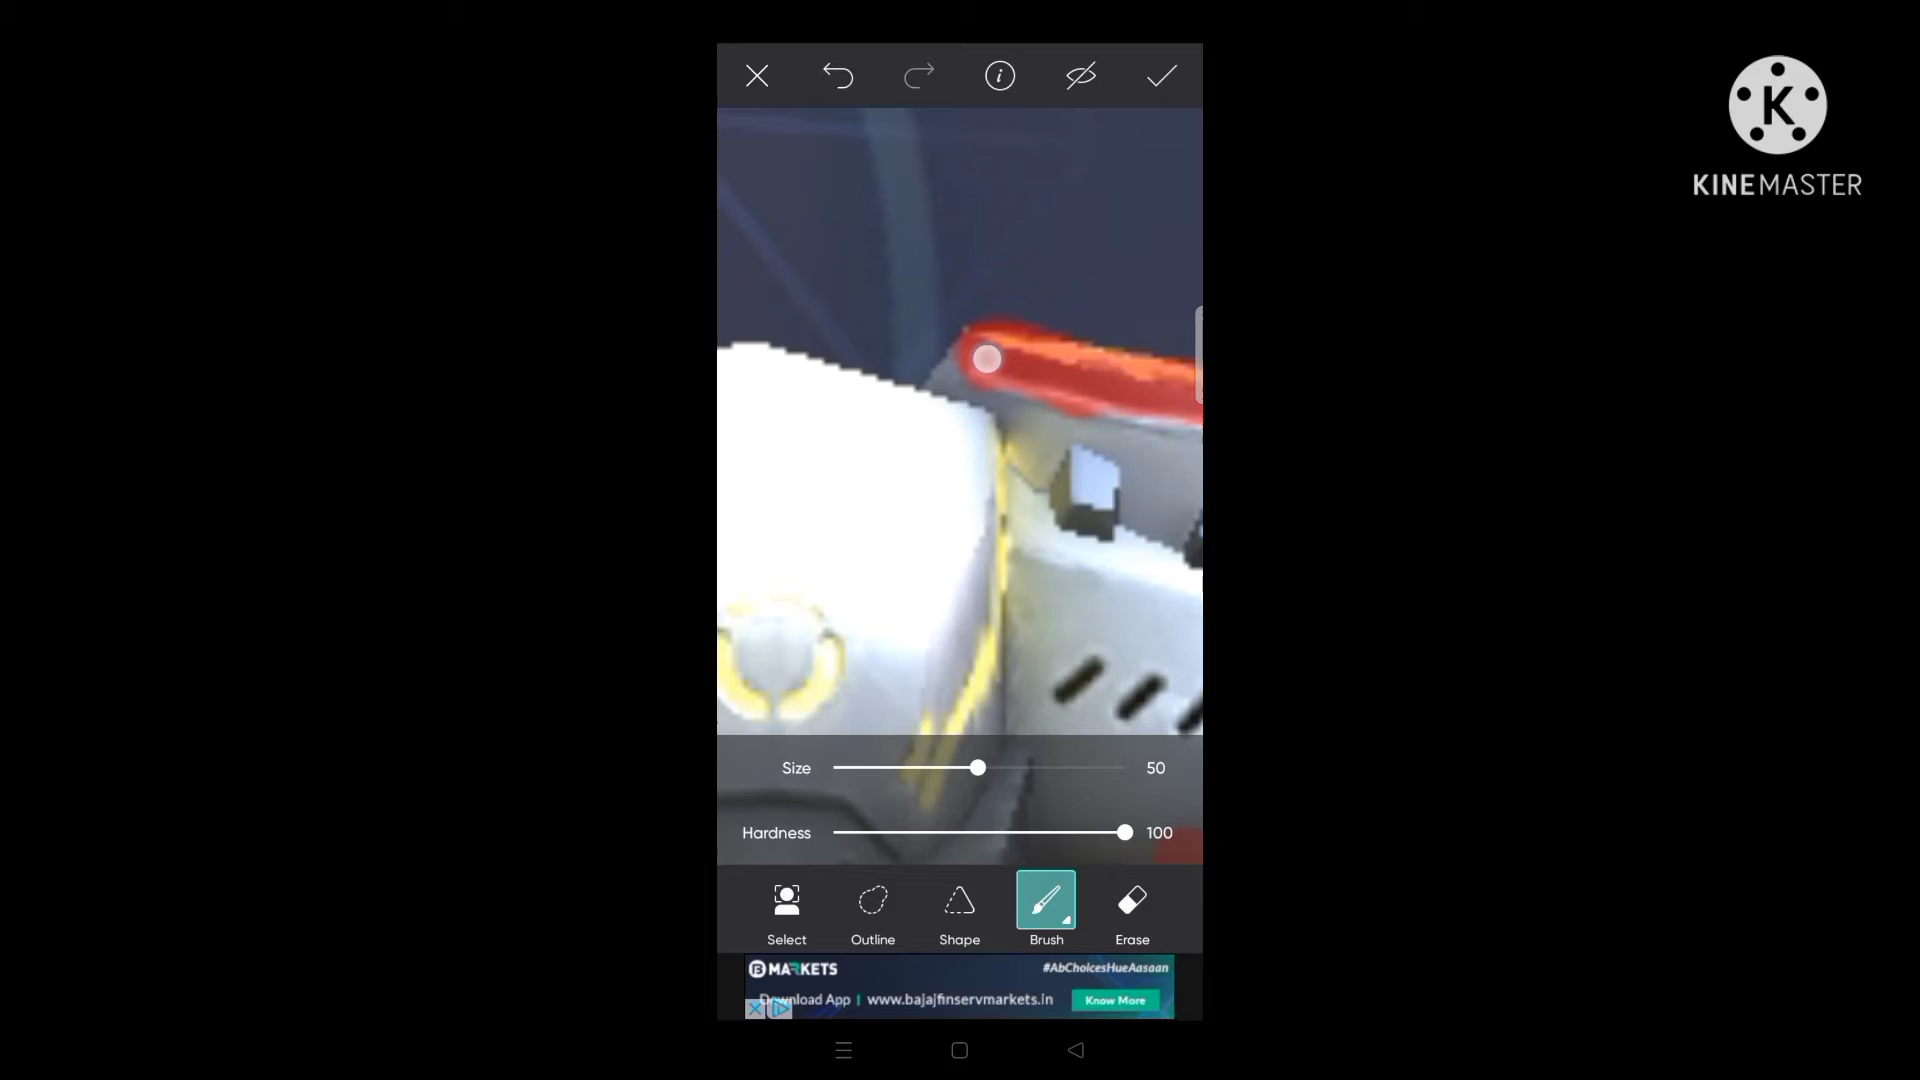 K
KINEMASTER
Size 50
Hardness 100
Select Outline Shape Brush Erase
B MARKETS #AbChoicesHueAasaan
Download App | www.bajajfinservmarkets.in Know More